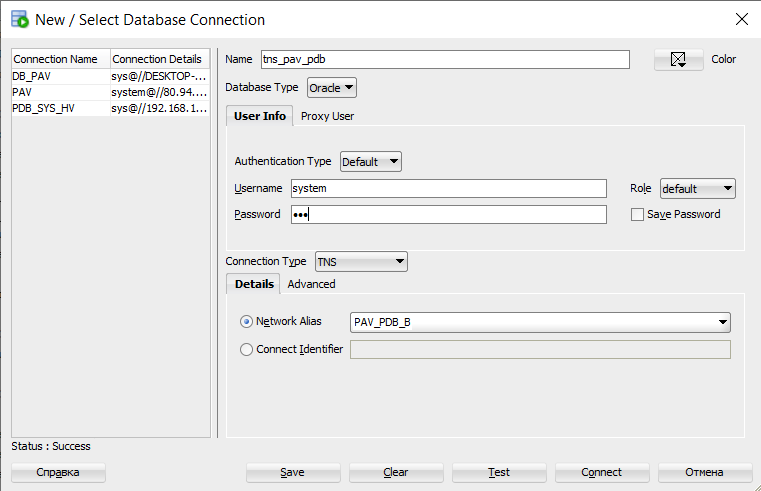 New / Select Database Connection
Connection Name Connection Details
DB_PAV sys@//DESKTOP-...
PAV system@//80.94....
PDB_SYS_HV sys@//192.168.1...
Name tns_pav_pdb Color
Database Type Oracle
User Info Proxy User
Authentication Type Default
Username system Role default
Password ••• Save Password
Connection Type TNS
Details Advanced
Network Alias PAV_PDB_B
Connect Identifier
Status : Success
Справка Save Clear Test Connect Отмена